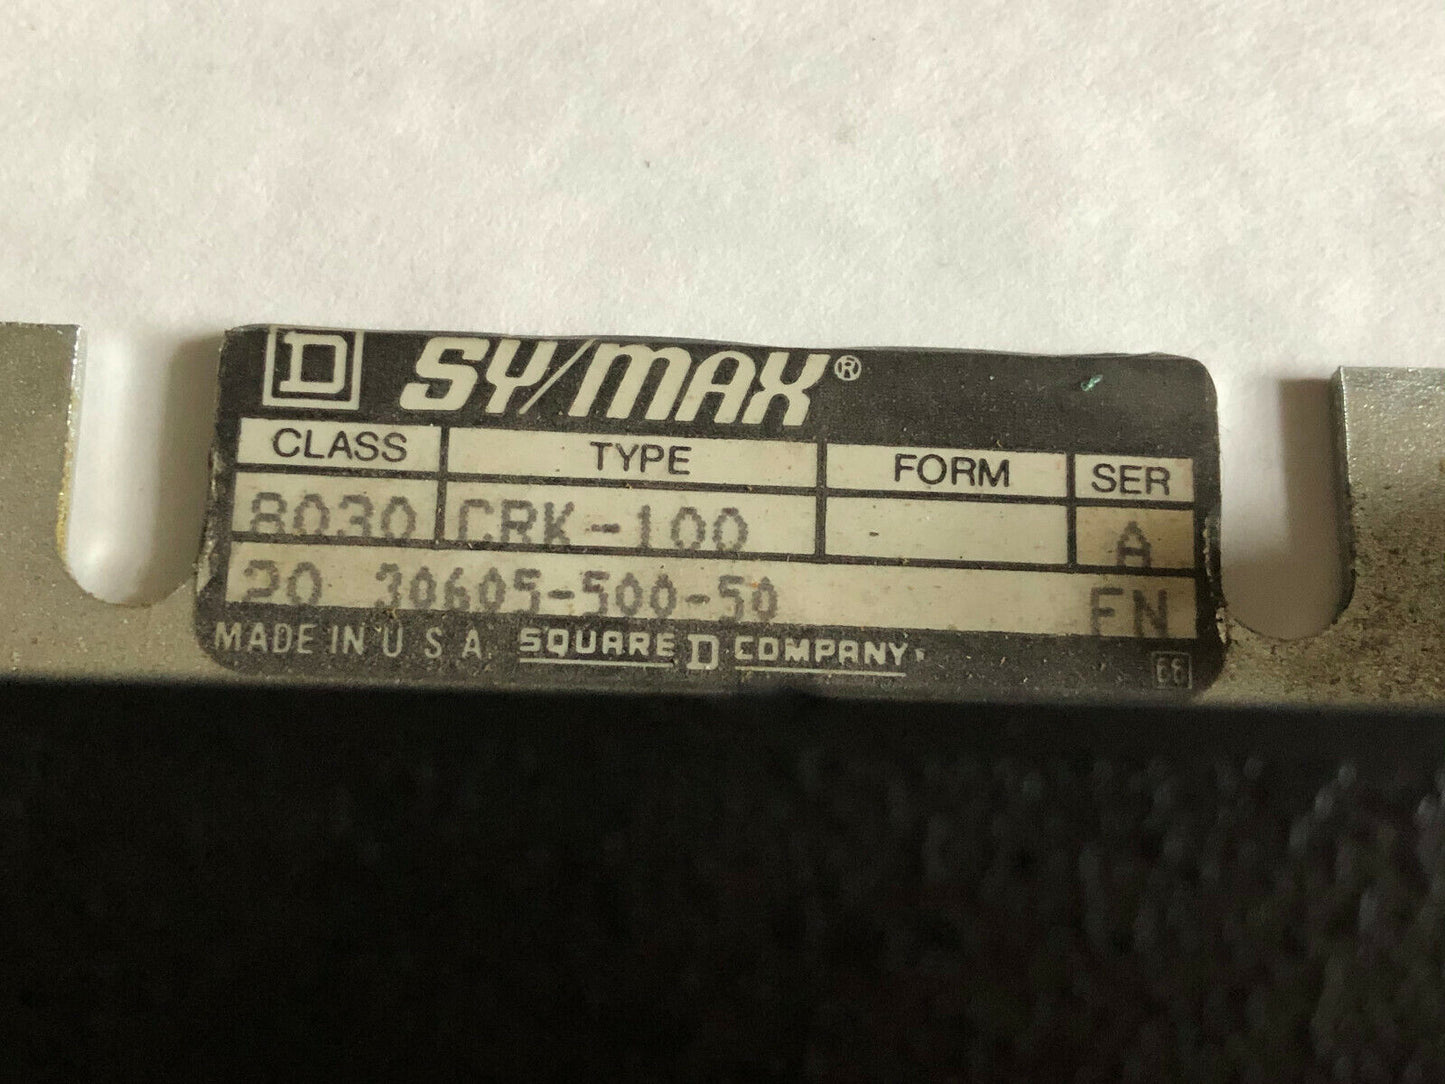 D SY/MAX®
CLASS TYPE FORM SER
8030 CRK-100 A
20 30605-500-50 FN
MADE IN U S A. SQUARE D COMPANY